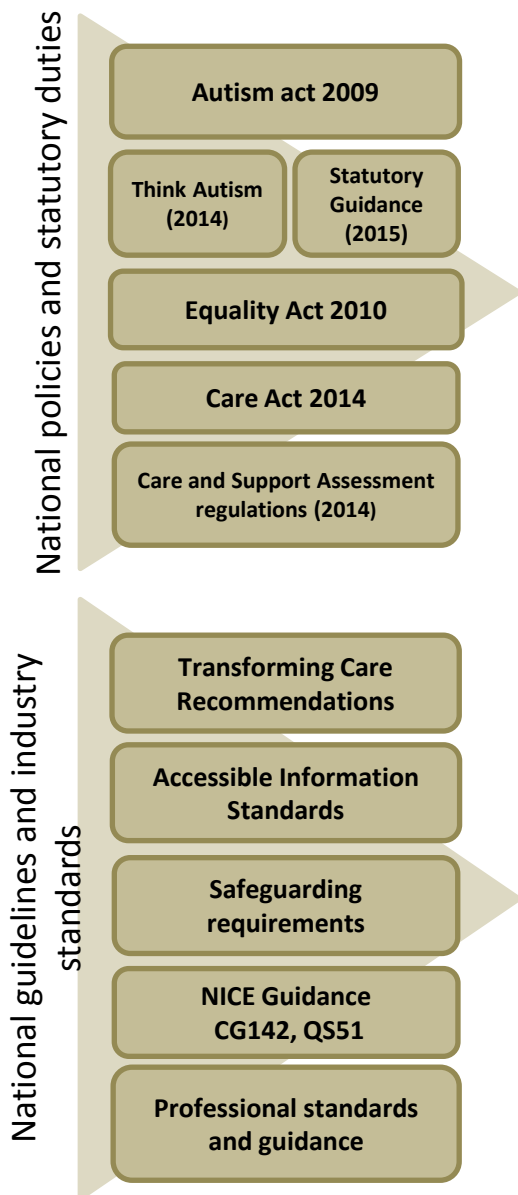 National policies and statutory duties
Autism act 2009
Think Autism
(2014)
Statutory
Guidance
(2015)
Equality Act 2010
Care Act 2014
Care and Support Assessment
regulations (2014)
National guidelines and industry
standards
Transforming Care
Recommendations
Accessible Information
Standards
Safeguarding
requirements
NICE Guidance
CG142, QS51
Professional standards
and guidance